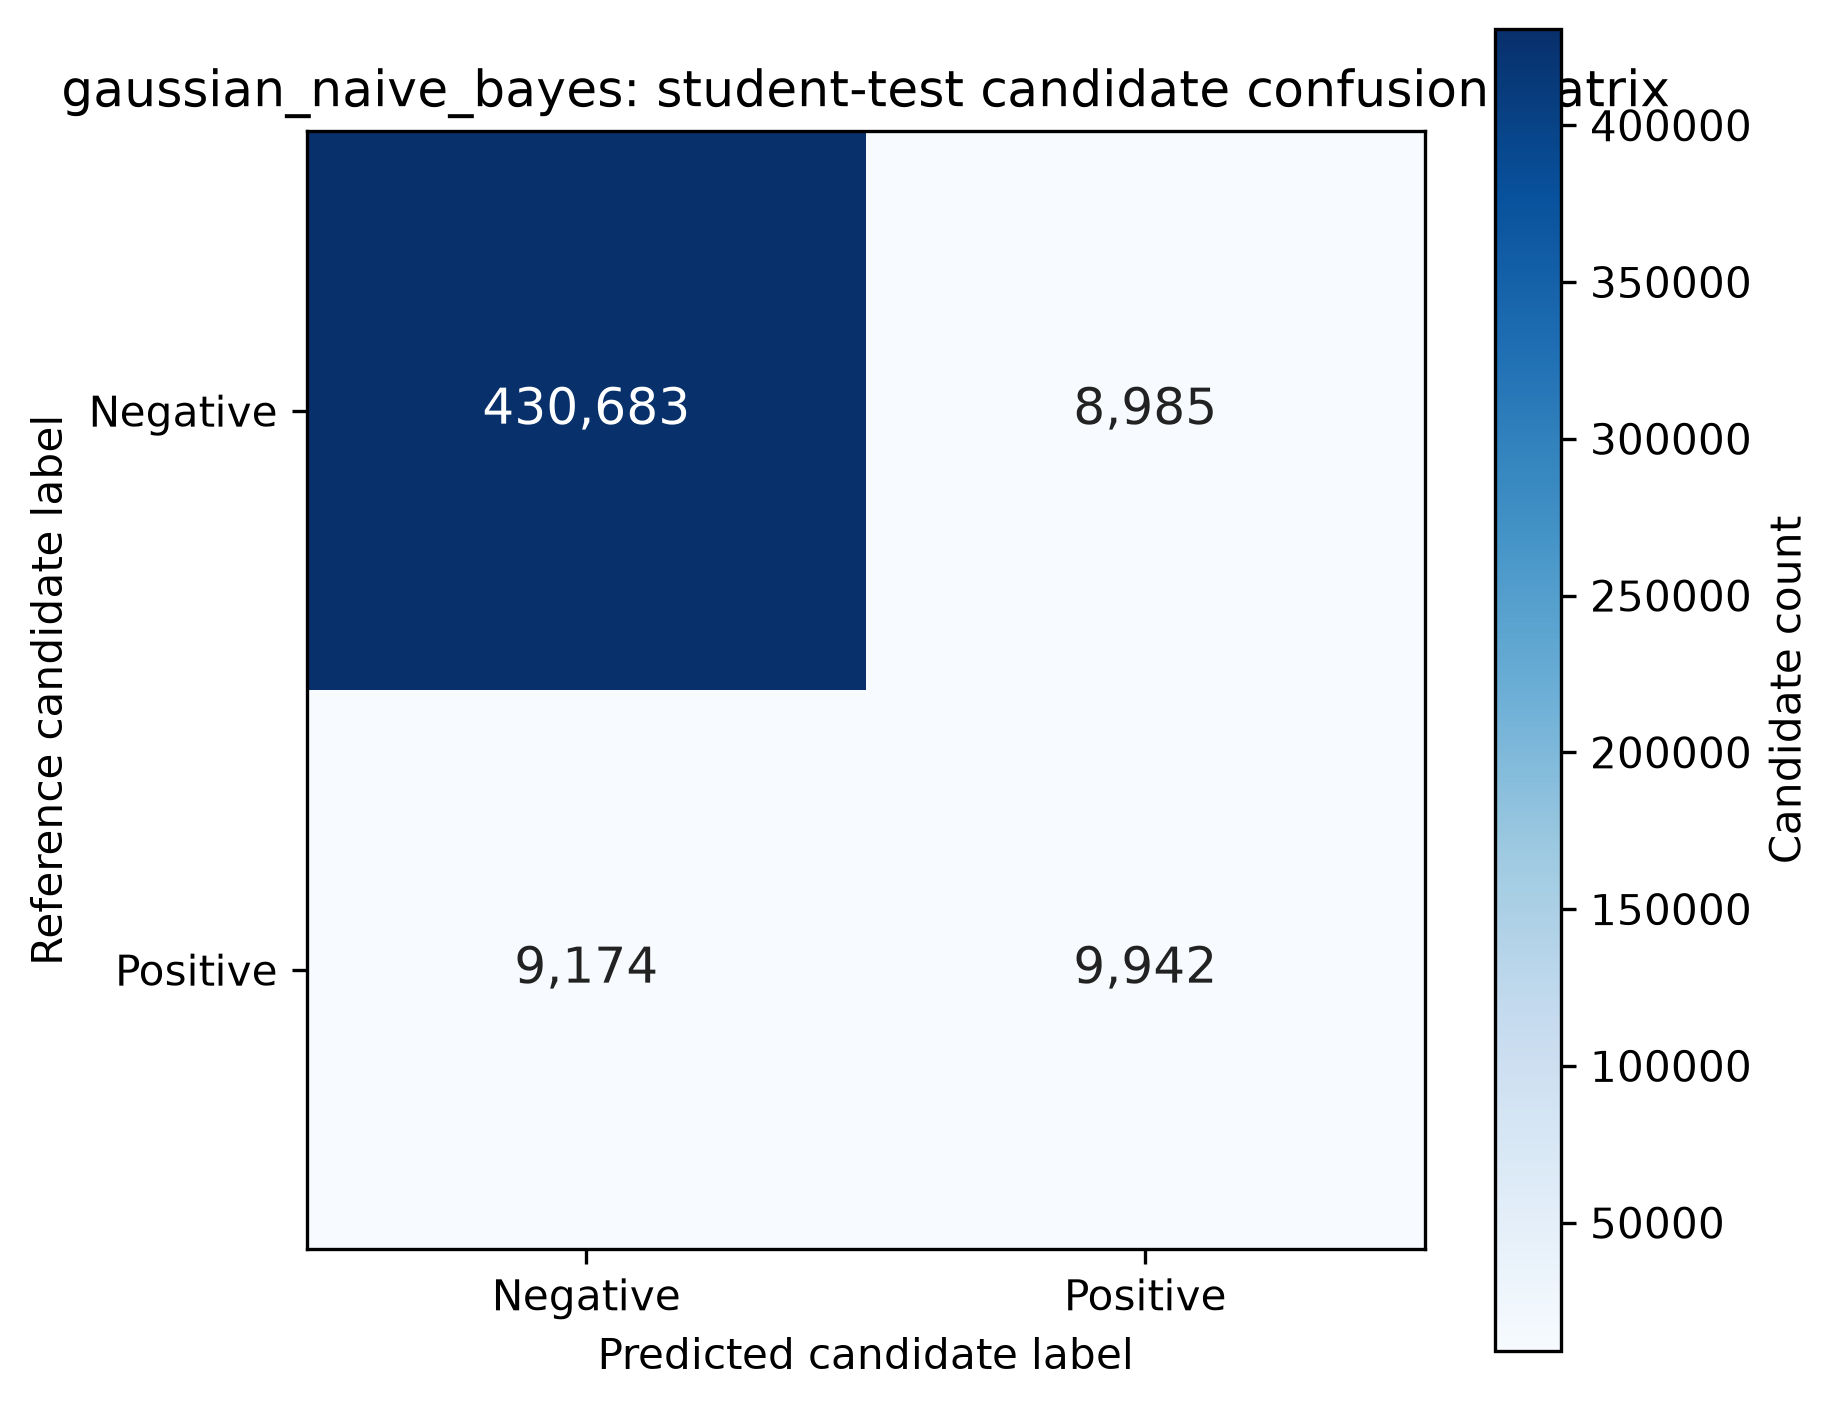 gaussian_naive_bayes: student-test candidate confusion atrix
430,683
8,985
9,174
9,942
Negative
Positive
Reference candidate label
Negative
Positive
Predicted candidate label
400000
350000
300000
250000
200000
150000
100000
50000
Candidate count